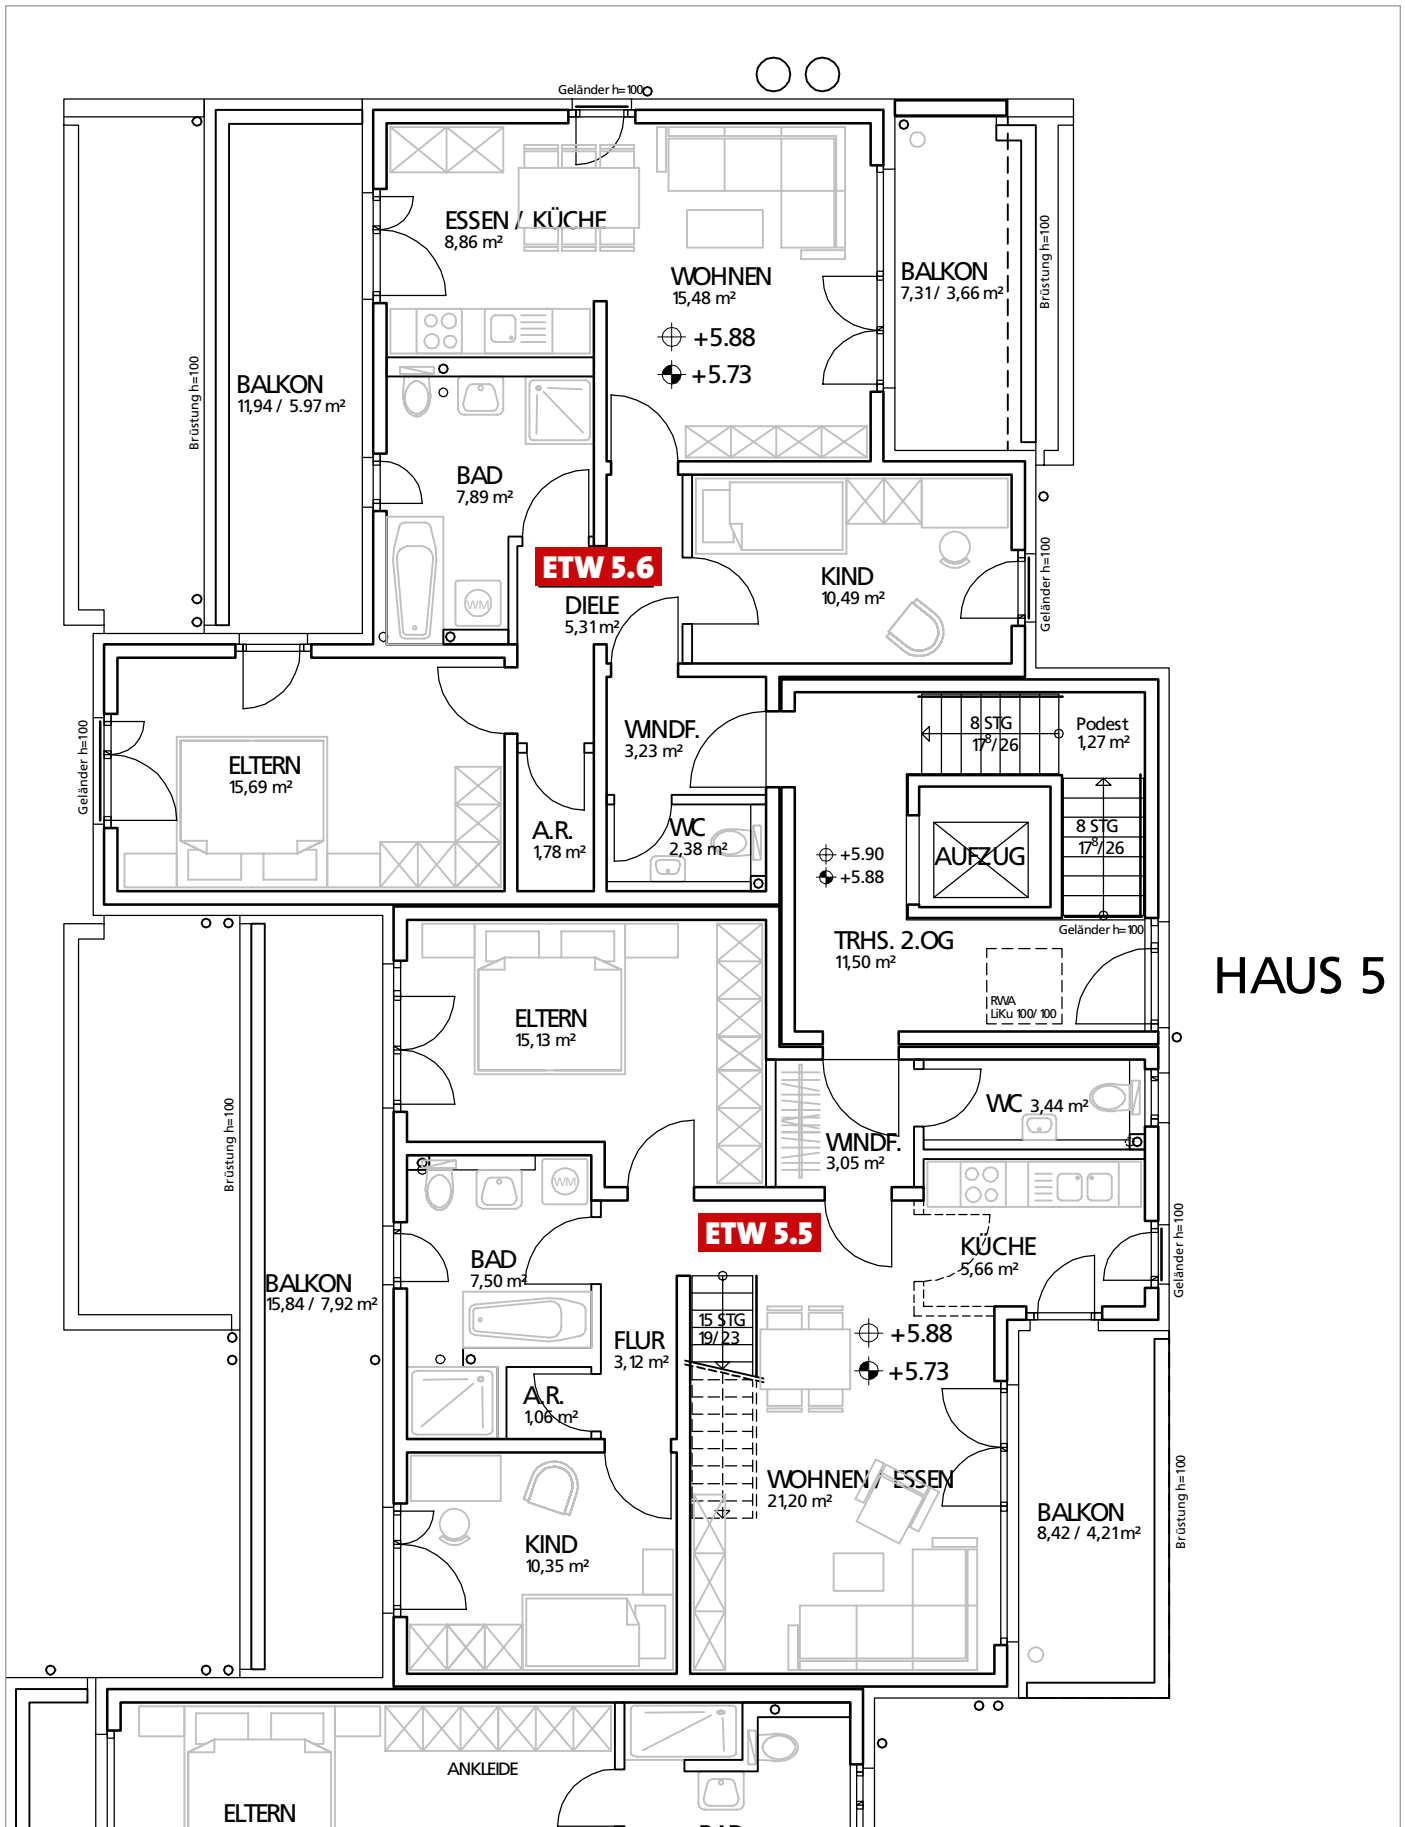 Geländer h=100
ESSEN / KÜCHE
8,86 m²
WOHNEN
15,48 m²
+5.88
+5.73
BALKON
7,31/ 3,66 m²
Brüstung h=100
BALKON
11,94 / 5.97 m²
Brüstung h=100
BAD
7,89 m²
WM
ETW 5.6
DIELE
5,31 m²
KIND
10,49 m²
Geländer h=100
ELTERN
15,69 m²
Geländer h=100
WINDF.
3,23 m²
A.R.
1,78 m²
WC
2,38 m²
8 STG
17⁸/26
Podest
1,27 m²
8 STG
17⁸/26
AUFZUG
+5.90
+5.88
Geländer h=100
TRHS. 2.OG
11,50 m²
RWA
LiKu 100/100
HAUS 5
ELTERN
15,13 m²
WC 3,44 m²
WINDF.
3,05 m²
Brüstung h=100
WM
ETW 5.5
BAD
7,50 m²
KÜCHE
5,66 m²
Geländer h=100
BALKON
15,84 / 7,92 m²
15 STG
19/23
FLUR
3,12 m²
+5.88
+5.73
A.R.
1,06 m²
WOHNEN / ESSEN
21,20 m²
KIND
10,35 m²
BALKON
8,42 / 4,21m²
Brüstung h=100
ANKLEIDE
ELTERN